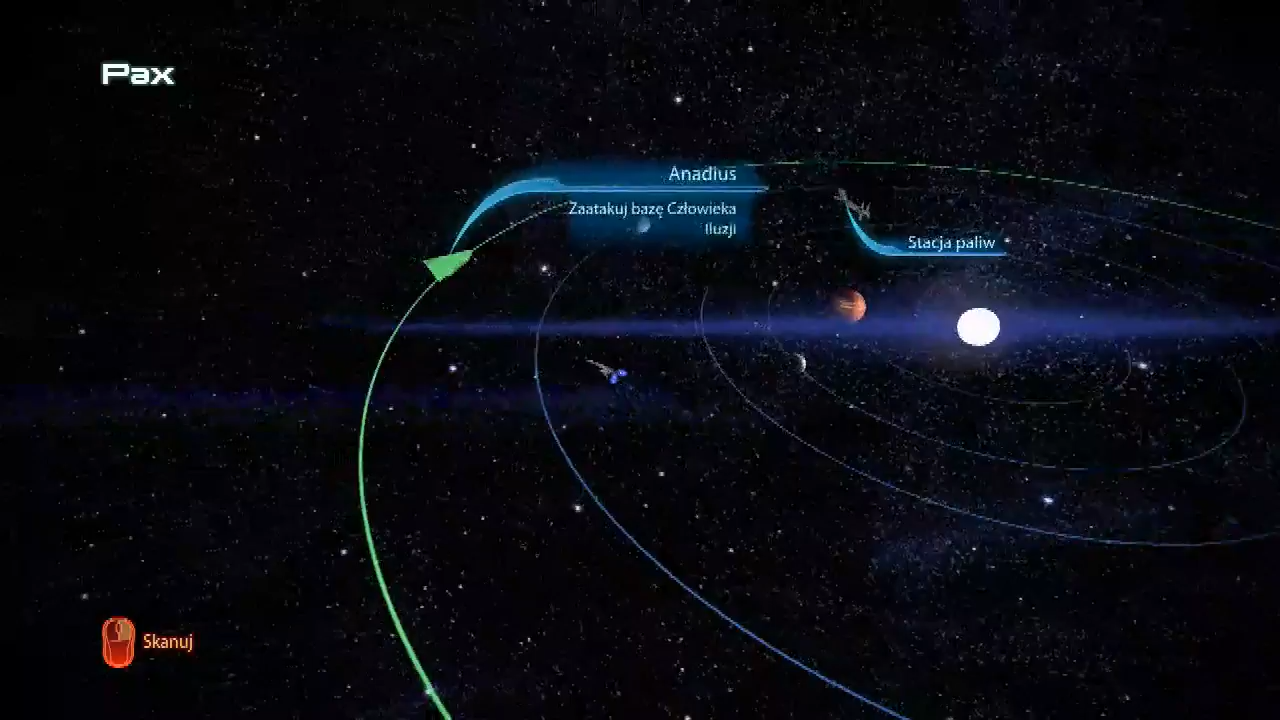 Pax
Anadius
Zaatakuj bazę Człowieka
Iluzji
Stacja paliw
Skanuj